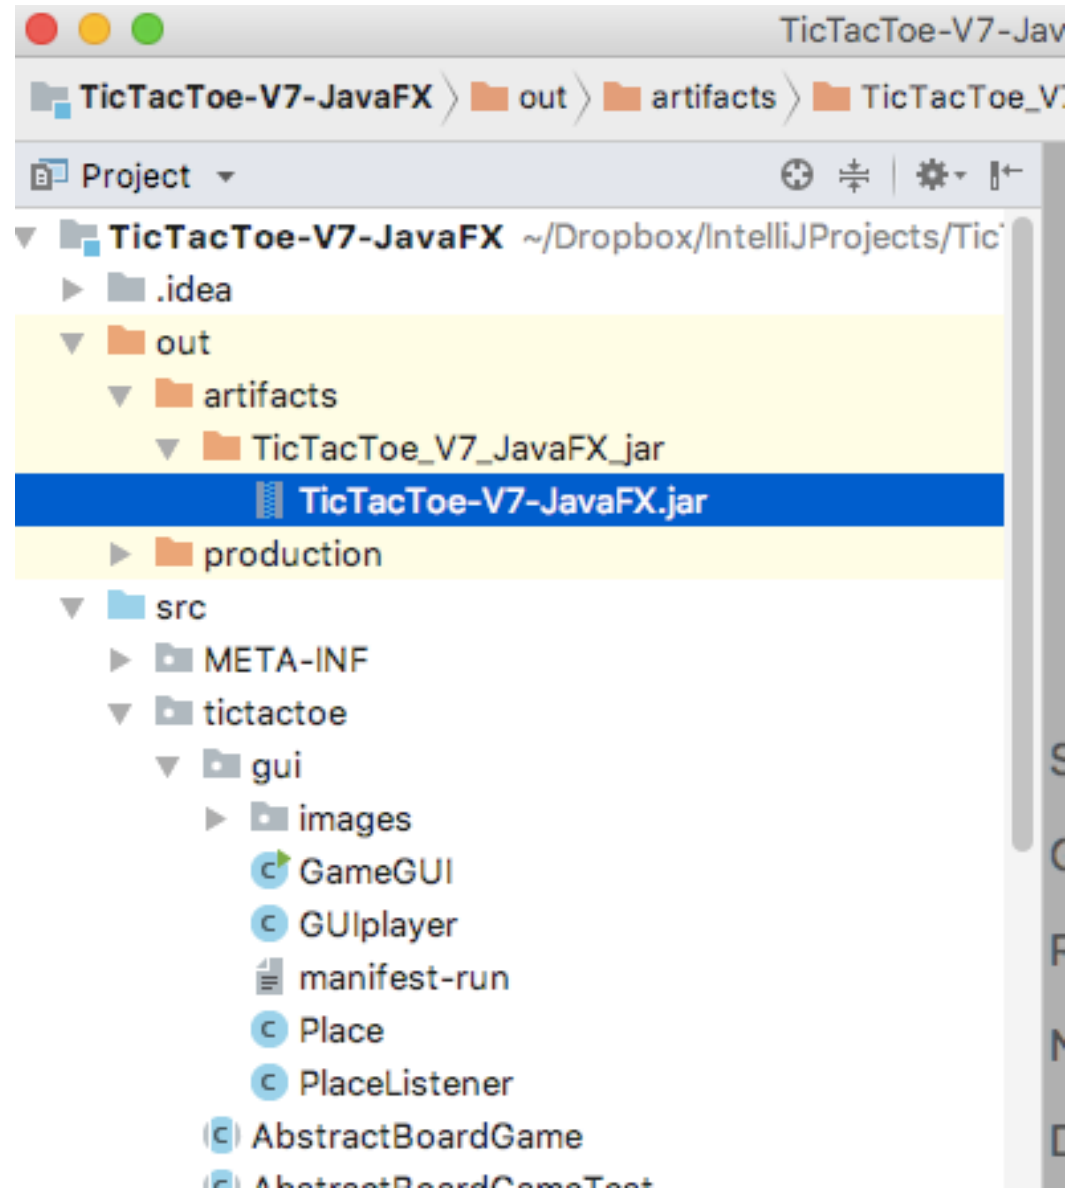 TicTacToe-V7-Jav
TicTacToe-V7-JavaFX out artifacts TicTacToe_V7
Project
TicTacToe-V7-JavaFX ~/Dropbox/IntelliJProjects/Tic
.idea
out
artifacts
TicTacToe_V7_JavaFX_jar
TicTacToe-V7-JavaFX.jar
production
src
META-INF
tictactoe
gui
images
GameGUI
GUIplayer
manifest-run
Place
PlaceListener
AbstractBoardGame
AbstractBoardGameTest